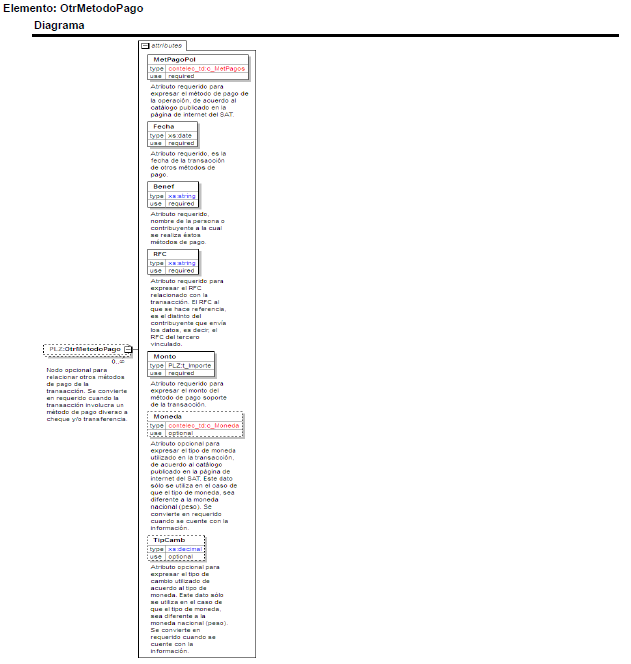 Elemento: OtrMetodoPago
Diagrama
attributes
MetPagoPol
type contelec_td:c_MetPagos
use required
Atributo requerido para
expresar el método de pago de
la operación, de acuerdo al
catálogo publicado en la
página de internet del SAT.
Fecha
type xs:date
use required
Atributo requerido, es la
fecha de la transacción
de otros métodos de
pago.
Benef
type xs:string
use required
Atributo requerido,
nombre de la persona o
contribuyente a la cual
se realiza éstos
métodos de pago.
RFC
type xs:string
use required
Atributo requerido para
expresar el RFC
relacionado con la
transacción. El RFC al
que se hace referencia,
es el distinto del
contribuyente que envía
los datos, es decir, el
RFC del tercero
vinculado.
PLZ:OtrMetodoPago
0..∞
Nodo opcional para
relacionar otros métodos
de pago de la
transacción. Se convierte
en requerido cuando la
transacción involucra un
método de pago diverso a
cheque y/o transferencia.
Monto
type PLZ:t_Importe
use required
Atributo requerido para
expresar el monto del
método de pago soporte
de la transacción.
Moneda
type contelec_td:c_Moneda
use optional
Atributo opcional para
expresar el tipo de moneda
utilizado en la transacción,
de acuerdo al catálogo
publicado en la página de
internet del SAT. Este dato
sólo se utiliza en el caso de
que el tipo de moneda, sea
diferente a la moneda
nacional (peso). Se
convierte en requerido
cuando se cuente con la
información.
TipCamb
type xs:decimal
use optional
Atributo opcional para
expresar el tipo de
cambio utilizado de
acuerdo al tipo de
moneda. Este dato sólo
se utiliza en el caso de
que el tipo de moneda,
sea diferente a la
moneda nacional (peso).
Se convierte en
requerido cuando se
cuente con la
información.